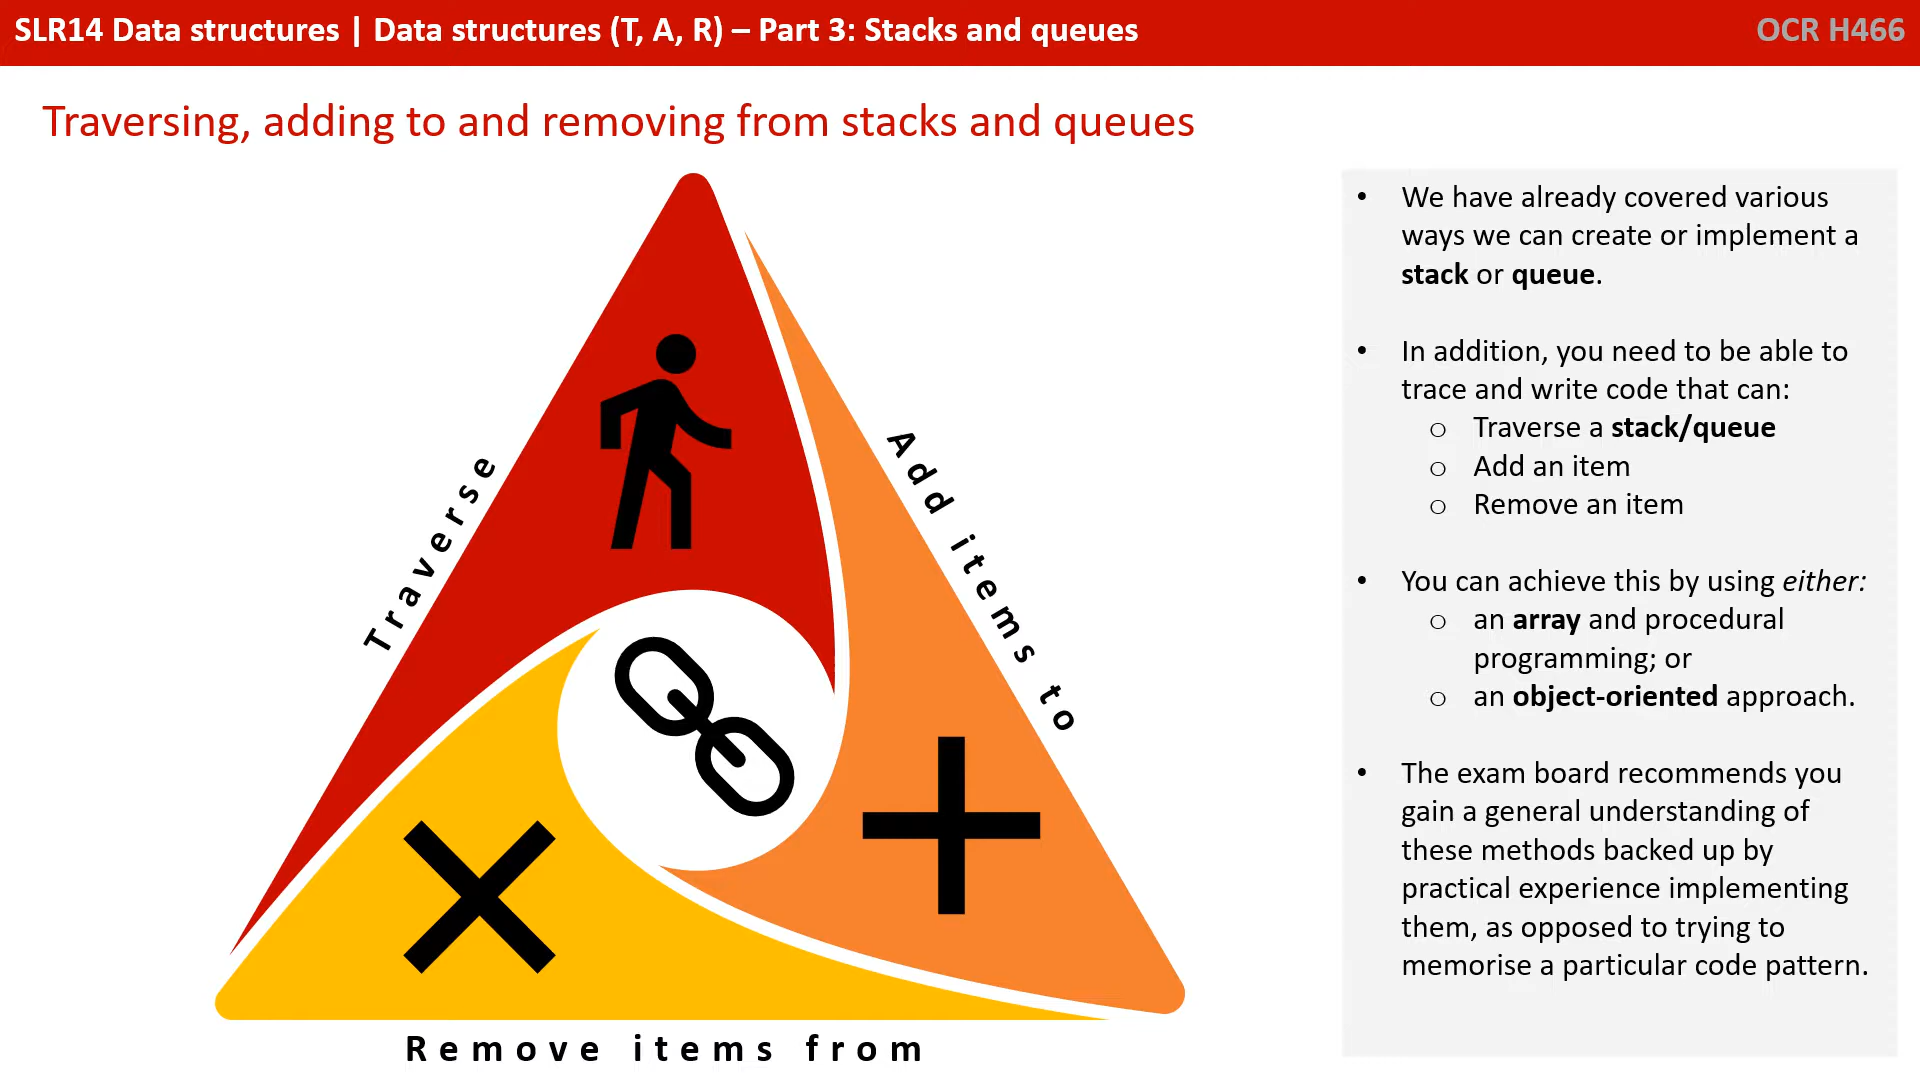 SLR14 Data structures | Data structures (T, A, R) – Part 3: Stacks and queues
OCR H466
Traversing, adding to and removing from stacks and queues
Traverse
Add items to
Remove items from
• We have already covered various
ways we can create or implement a
stack or queue.
• In addition, you need to be able to
trace and write code that can:
o Traverse a stack/queue
o Add an item
o Remove an item
• You can achieve this by using either:
o an array and procedural
programming; or
o an object-oriented approach.
• The exam board recommends you
gain a general understanding of
these methods backed up by
practical experience implementing
them, as opposed to trying to
memorise a particular code pattern.